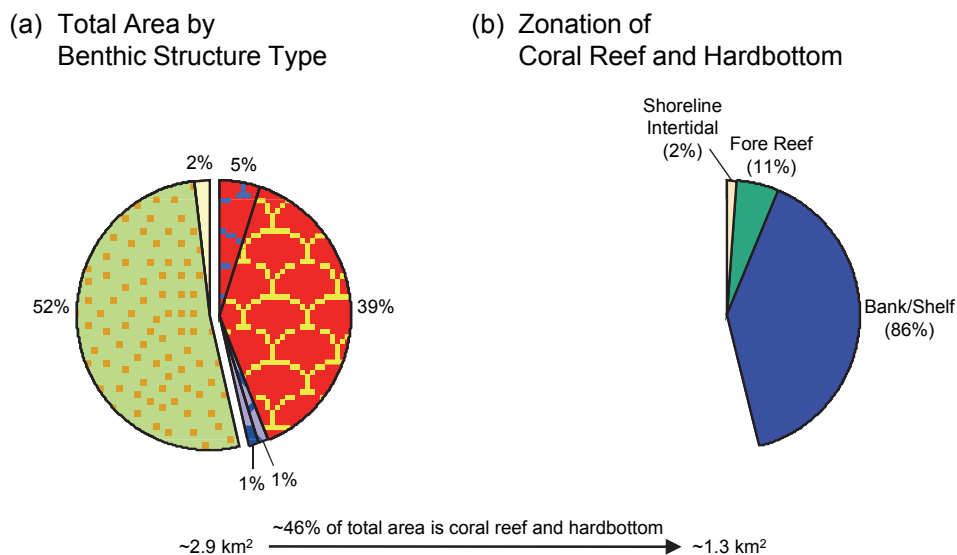 (a) Total Area by
Benthic Structure Type
(b) Zonation of
Coral Reef and Hardbottom
2%
5%
52%
39%
1%
1%
Shoreline
Intertidal
(2%)
Fore Reef
(11%)
Bank/Shelf
(86%)
~46% of total area is coral reef and hardbottom
~2.9 km²
~1.3 km²